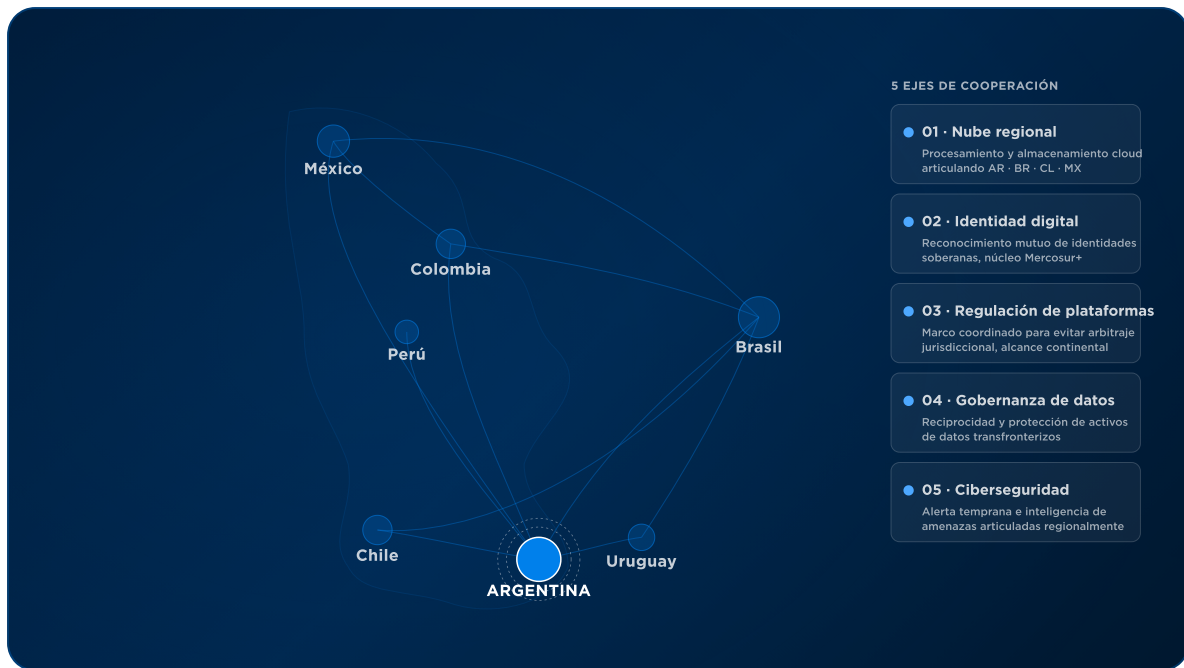 5 EJES DE COOPERACIÓN
01 · Nube regional
Procesamiento y almacenamiento cloud
articulando AR · BR · CL · MX
02 · Identidad digital
Reconocimiento mutuo de identidades
soberanas, núcleo Mercosur+
03 · Regulación de plataformas
Marco coordinado para evitar arbitraje
jurisdiccional, alcance continental
04 · Gobernanza de datos
Reciprocidad y protección de activos
de datos transfronterizos
05 · Ciberseguridad
Alerta temprana e inteligencia de
amenazas articuladas regionalmente
México
Colombia
Perú
Brasil
Chile
Uruguay
ARGENTINA